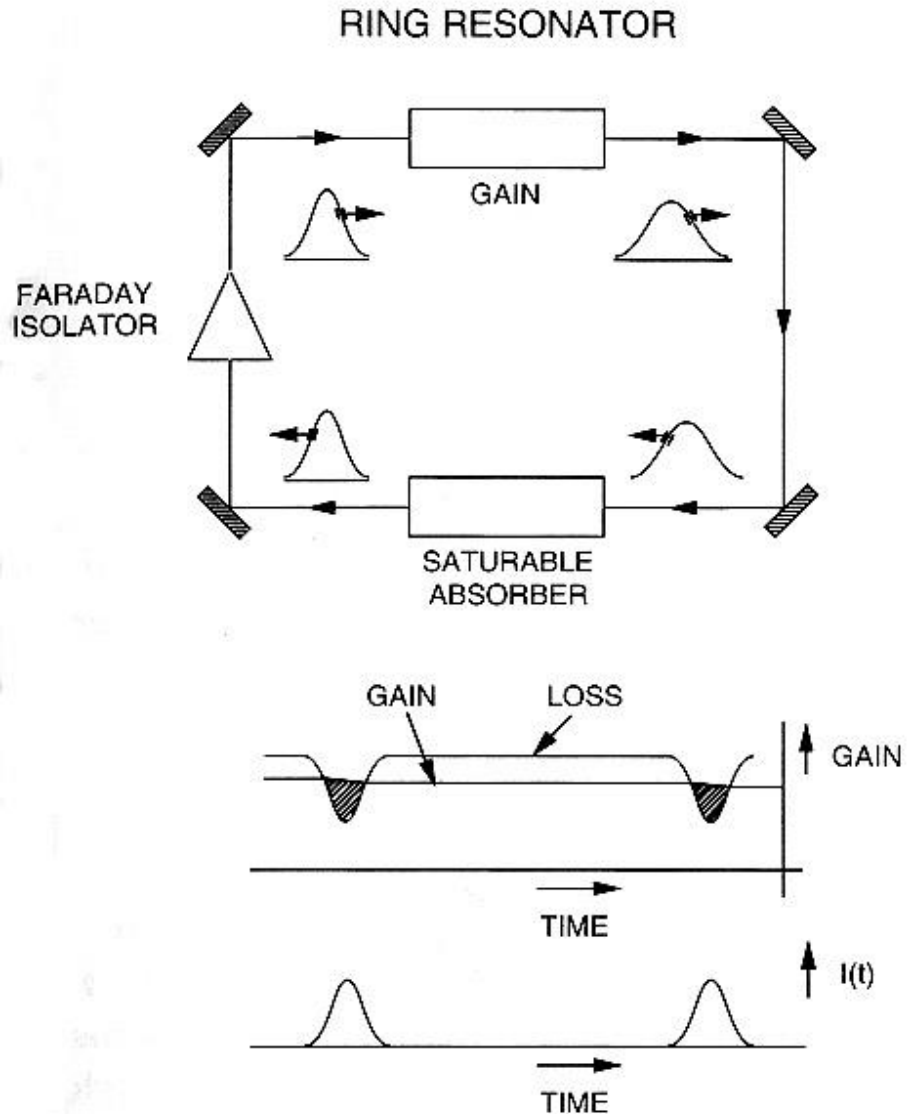 RING RESONATOR
GAIN
FARADAY
ISOLATOR
SATURABLE
ABSORBER
GAIN
LOSS
GAIN
TIME
I(t)
TIME